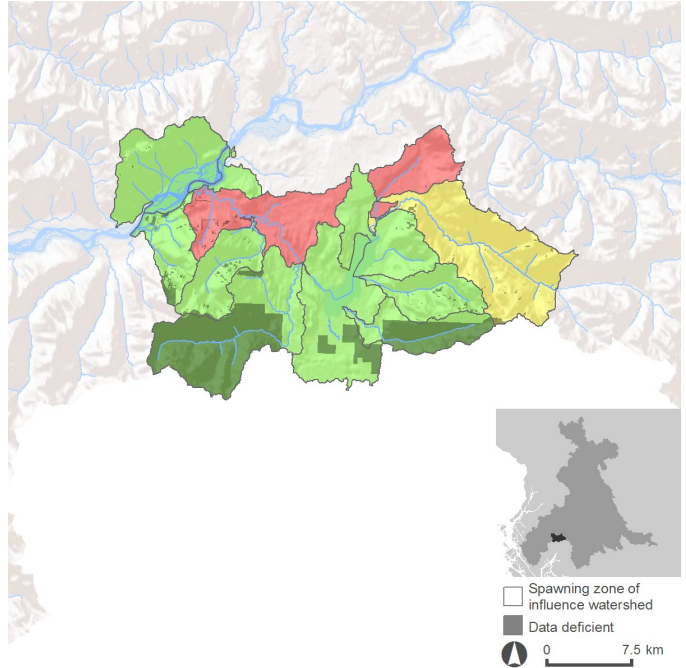 Spawning zone of
influence watershed
Data deficient
0 7.5 km